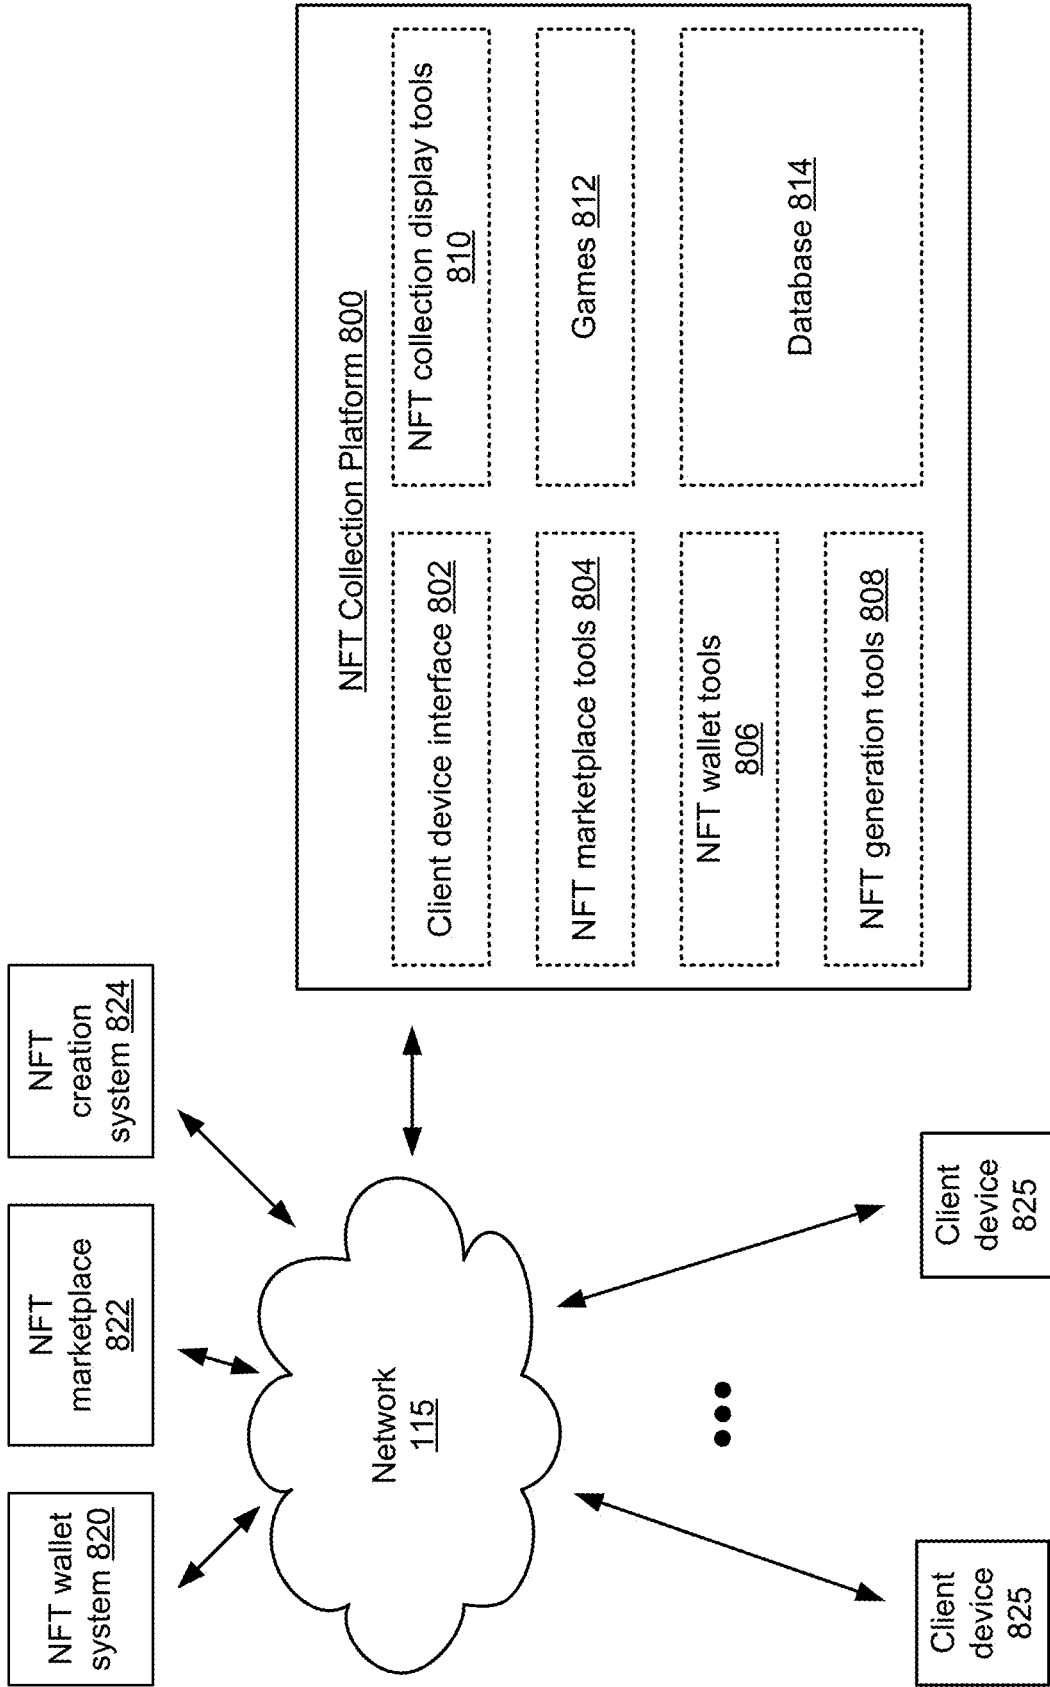 NFT wallet
system 820
NFT
marketplace
822
NFT
creation
system 824
Network
115
Client
device
825
Client
device
825
NFT Collection Platform 800
Client device interface 802
NFT marketplace tools 804
NFT wallet tools
806
NFT generation tools 808
NFT collection display tools
810
Games 812
Database 814